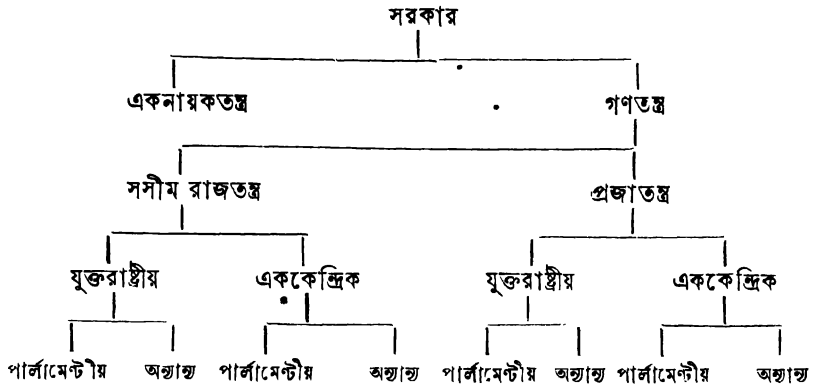 সরকার
একনায়কতন্ত্র গণতন্ত্র
সসীম রাজতন্ত্র প্রজাতন্ত্র
যুক্তরাষ্ট্রীয় এককেন্দ্রিক যুক্তরাষ্ট্রীয় এককেন্দ্রিক
পার্লামেণ্টীয় অন্যান্য পার্লামেণ্টীয় অন্যান্য পার্লামেণ্টীয় অন্যান্য পার্লামেণ্টীয় অন্যান্য